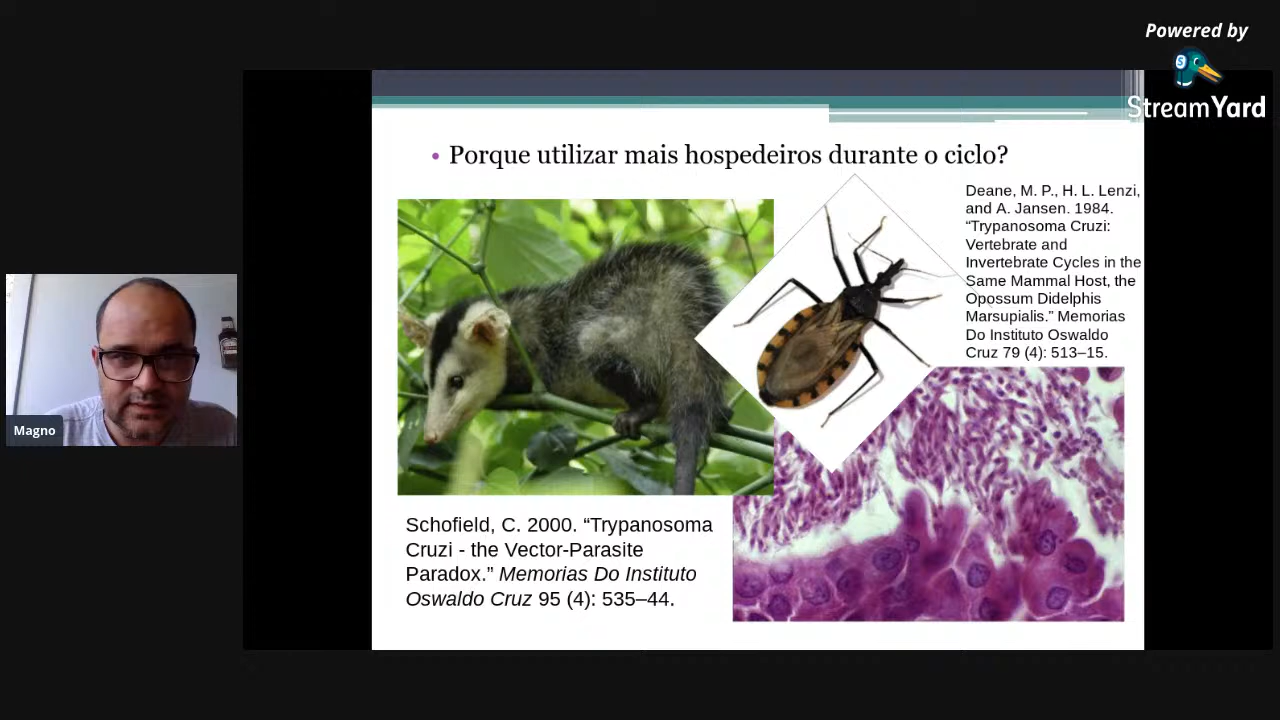 Powered by
StreamYard
• Porque utilizar mais hospedeiros durante o ciclo?
Deane, M. P., H. L. Lenzi,
and A. Jansen. 1984.
“Trypanosoma Cruzi:
Vertebrate and
Invertebrate Cycles in the
Same Mammal Host, the
Opossum Didelphis
Marsupialis.” Memorias
Do Instituto Oswaldo
Cruz 79 (4): 513–15.
Magno
Schofield, C. 2000. “Trypanosoma
Cruzi - the Vector-Parasite
Paradox.” Memorias Do Instituto
Oswaldo Cruz 95 (4): 535–44.